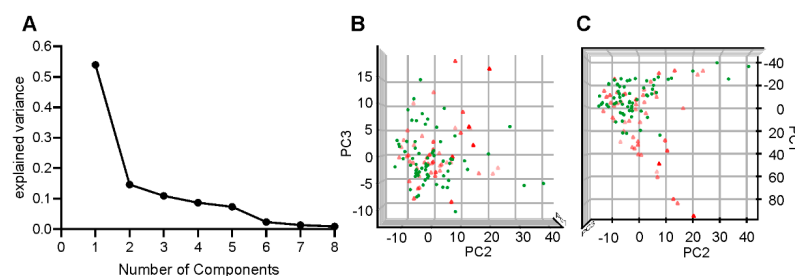 A
B
C
explained variance
0.6
0.5
0.4
0.3
0.2
0.1
0.0
0 1 2 3 4 5 6 7 8
Number of Components
PC3
15
10
5
0
-5
-10
-10 0 10 20 30 40
PC2
-40
-20
0
20
40
60
80
-10 0 10 20 30 40
PC2